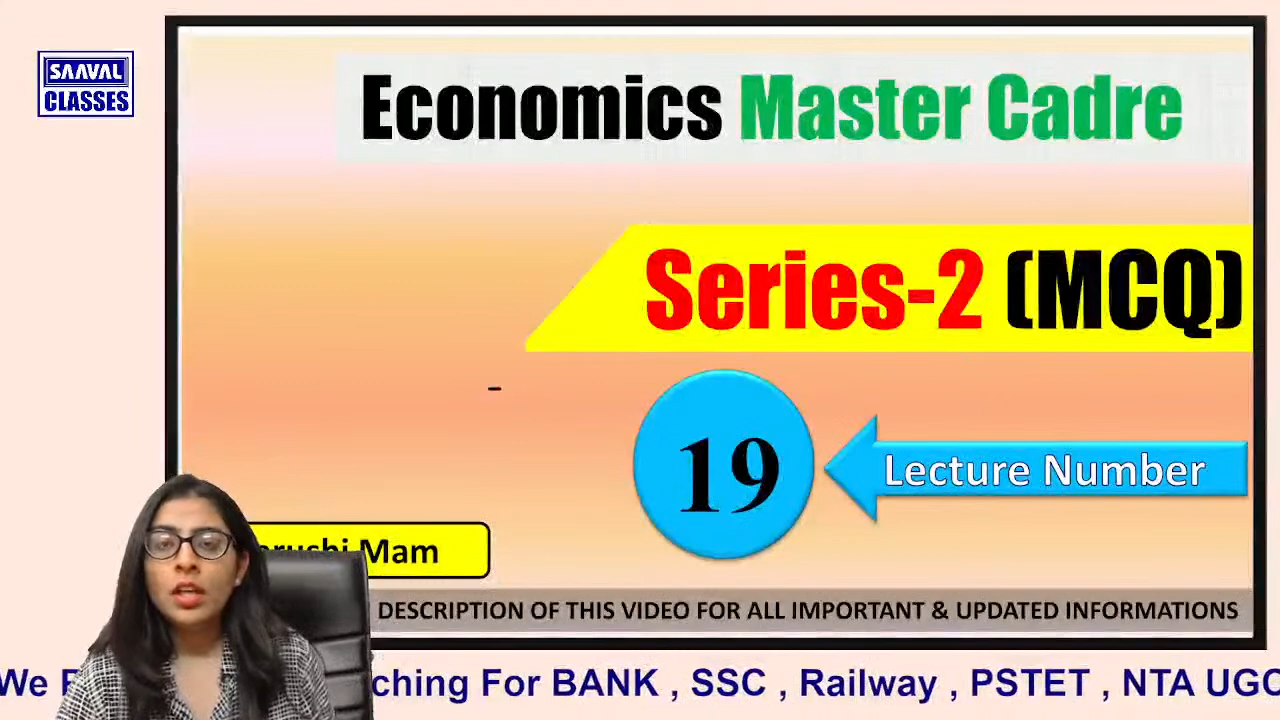 SAAVAL
CLASSES
Economics Master Cadre
Series-2 (MCQ)
19
Lecture Number
Mam
DESCRIPTION OF THIS VIDEO FOR ALL IMPORTANT & UPDATED INFORMATIONS
We ching For BANK , SSC , Railway , PSTET , NTA UGC